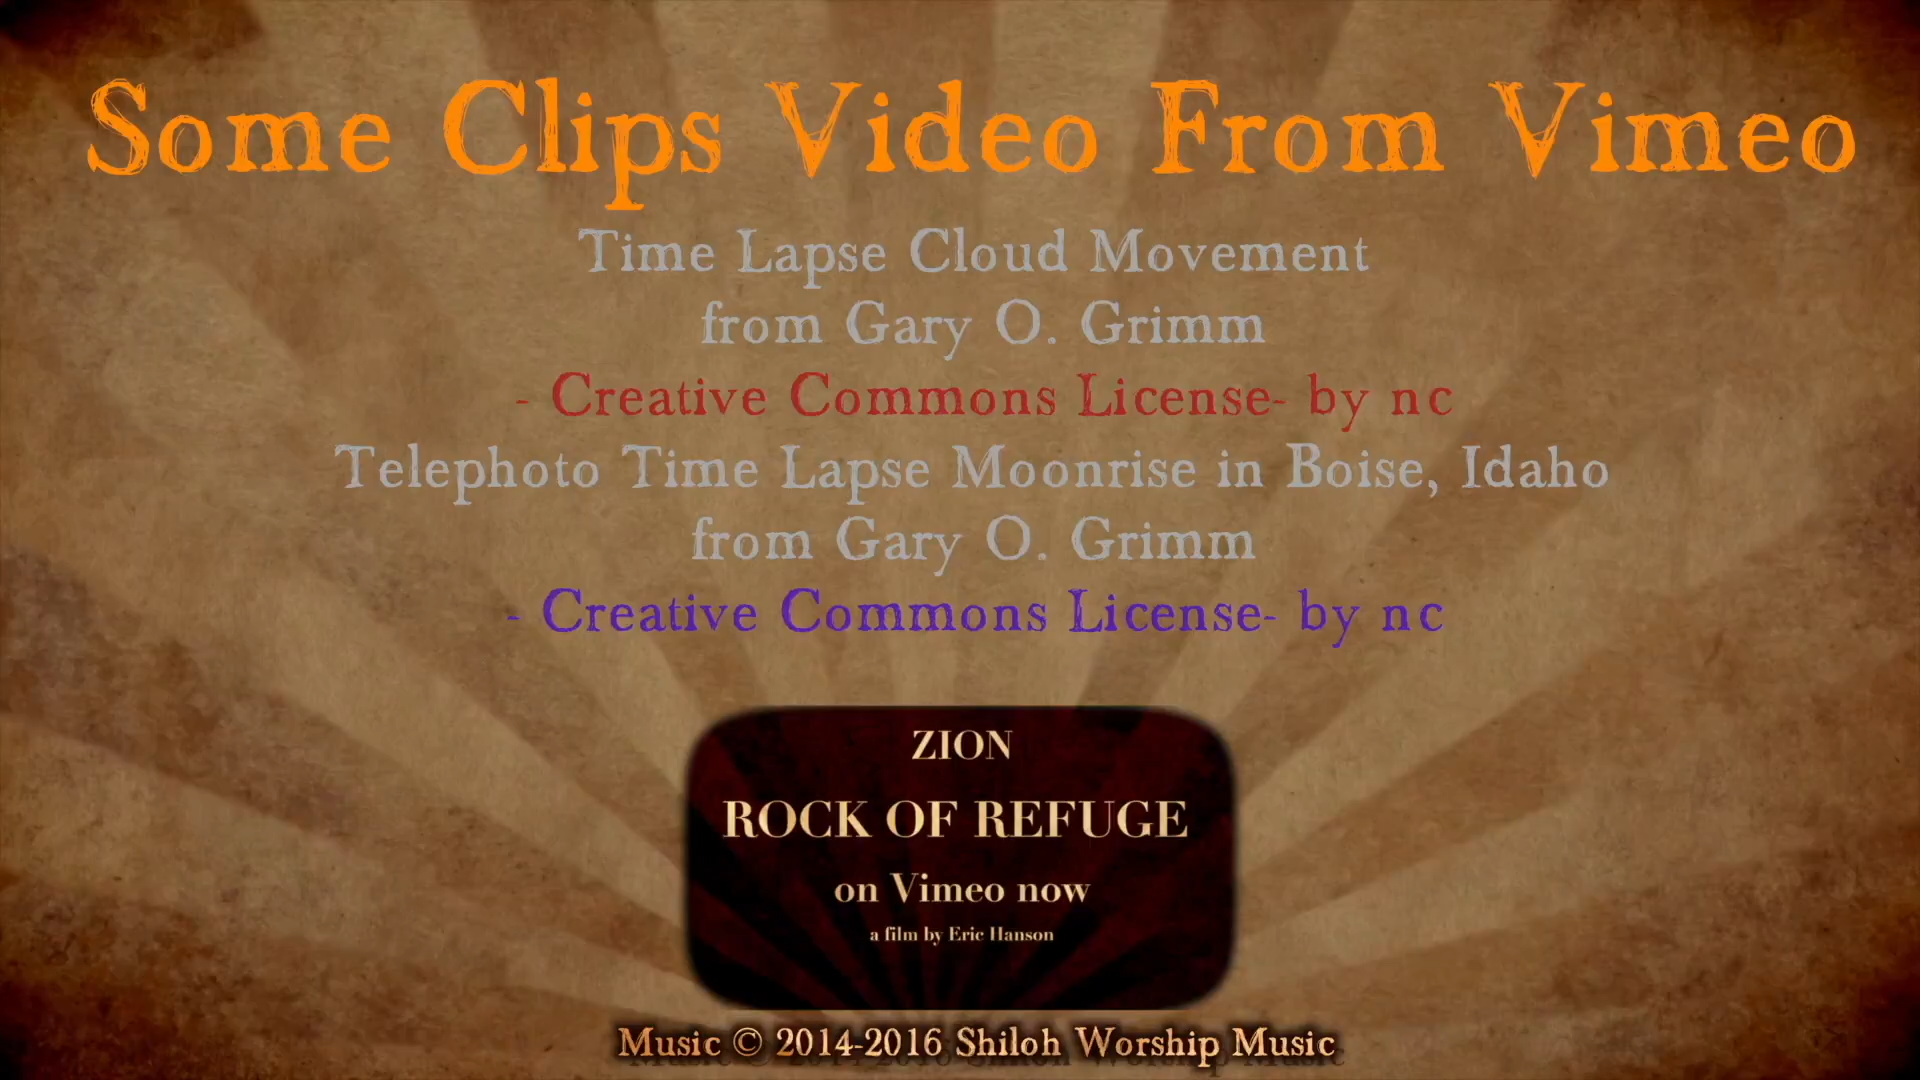 Some Clips Video From Vimeo
Time Lapse Cloud Movement
from Gary O. Grimm
- Creative Commons License- by nc
Telephoto Time Lapse Moonrise in Boise, Idaho
from Gary O. Grimm
- Creative Commons License- by nc
ZION
ROCK OF REFUGE
on Vimeo now
a film by Eric Hanson
Music © 2014-2016 Shiloh Worship Music